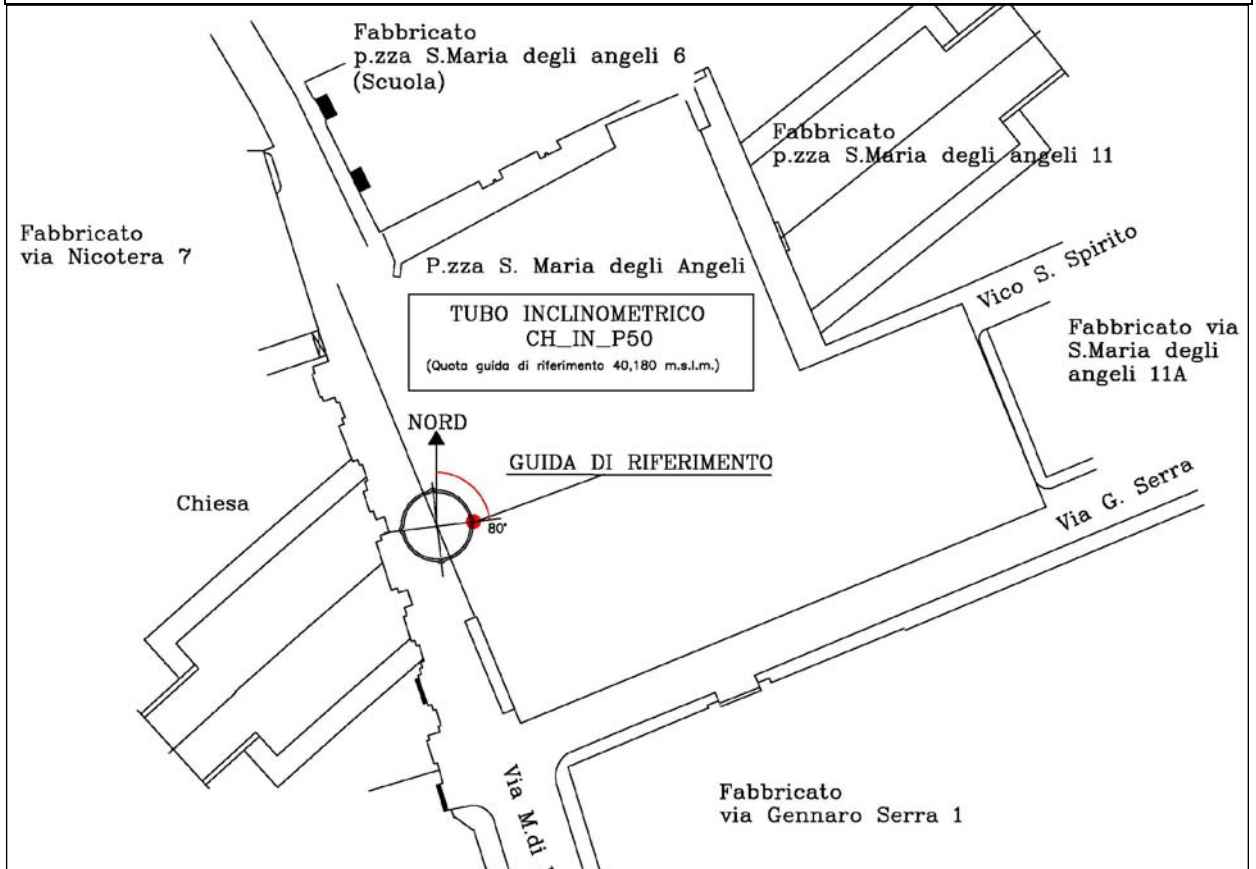 Fabbricato
p.zza S.Maria degli angeli 6
(Scuola)
Fabbricato
p.zza S.Maria degli angeli 11
Fabbricato
via Nicotera 7
P.zza S. Maria degli Angeli
Vico S. Spirito
TUBO INCLINOMETRICO
CH_IN_P50
(Quota guida di riferimento 40,180 m.s.l.m.)
Fabbricato via
S.Maria degli
angeli 11A
NORD
GUIDA DI RIFERIMENTO
Chiesa
80°
Via G. Serra
Via M.di
Fabbricato
via Gennaro Serra 1